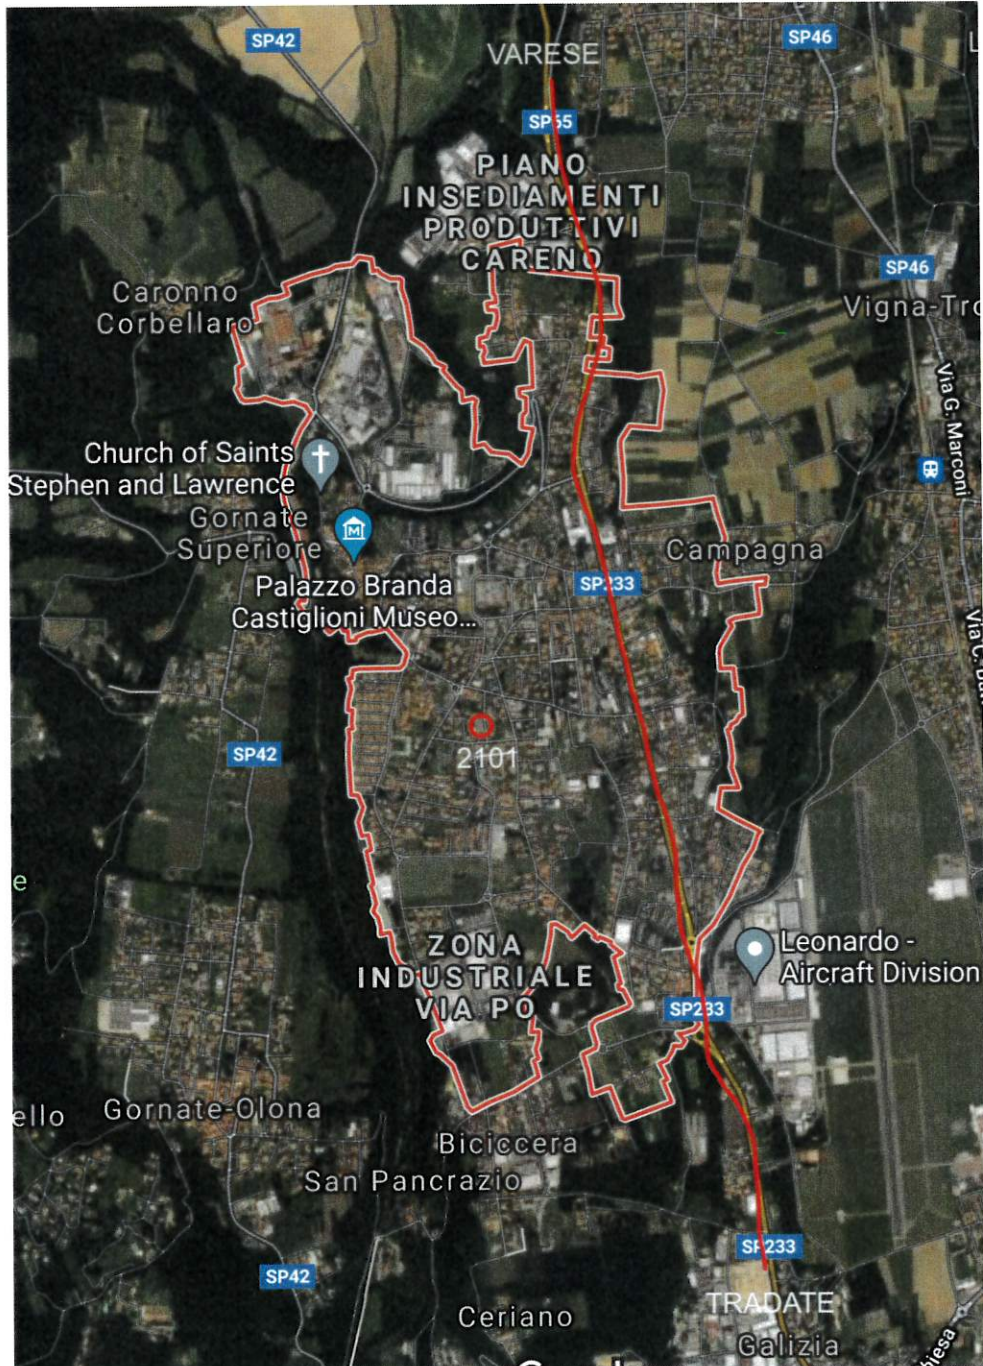 SP42
VARESE
SP46
SP65
PIANO
INSEDIAMENTI
PRODUTTIVI
CARENO
SP46
Caronno
Corbellaro
Vigna-Tro
Via G. Marconi
Church of Saints
Stephen and Lawrence
Gornate
Superiore
Campagna
SP233
M
Palazzo Branda
Castiglioni Museo...
SP42
2101
e
ZONA
INDUSTRIALE
VIA PO
Leonardo -
Aircraft Division
SP233
ello
Gornate-Olona
Biciccera
San Pancrazio
SP233
SP42
TRADATE
Ceriano
Galizia